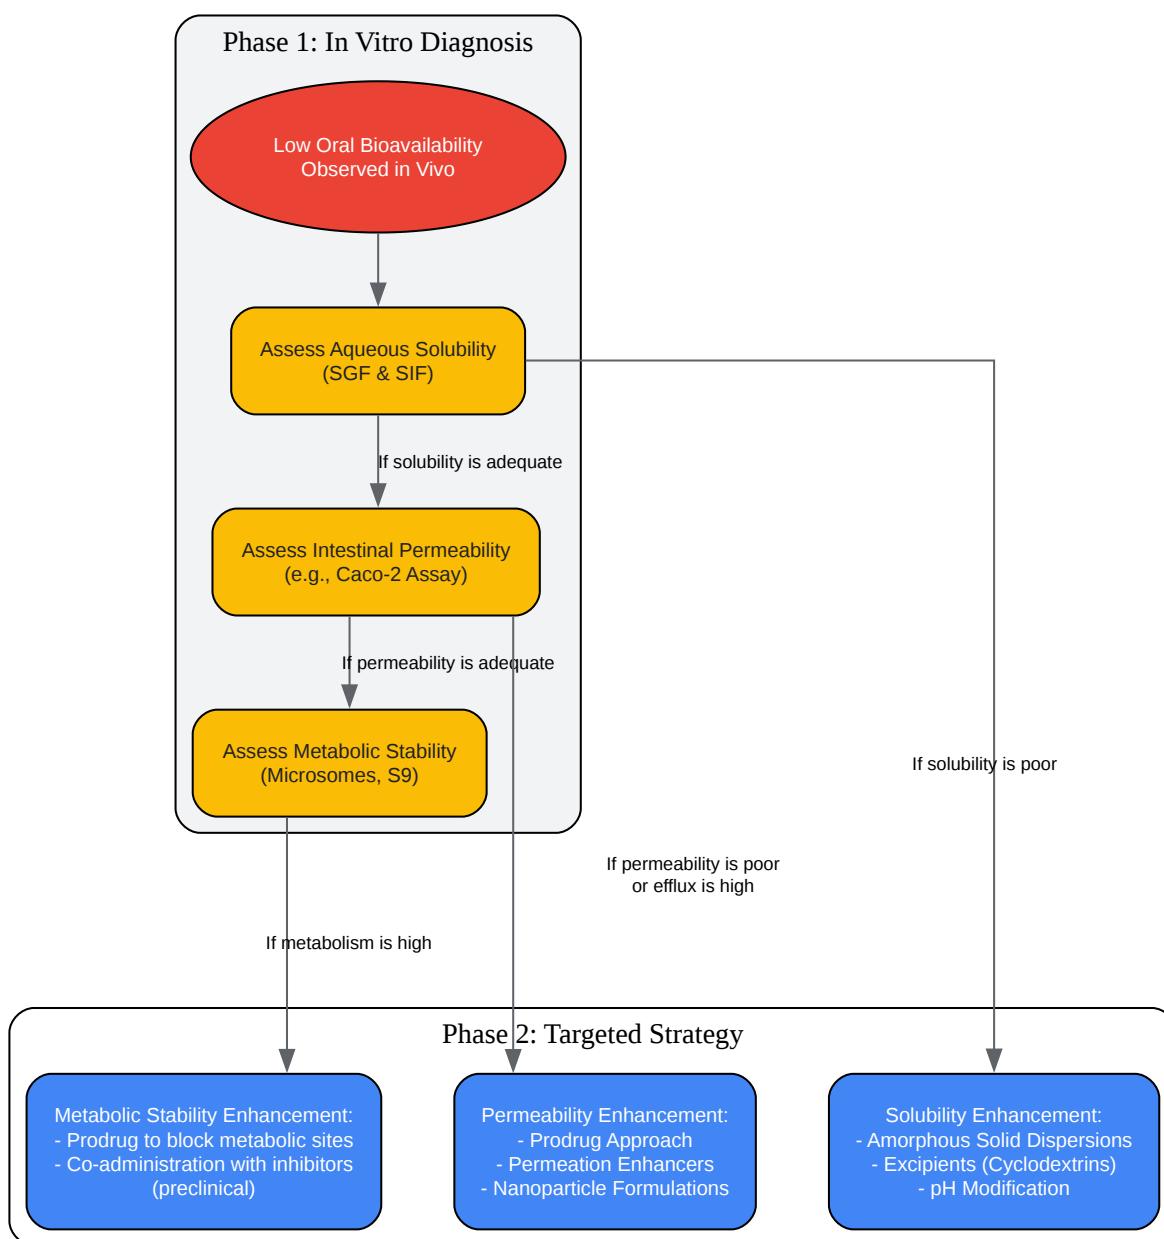 Phase 1: In Vitro Diagnosis
Low Oral Bioavailability
Observed in Vivo
Assess Aqueous Solubility
(SGF & SIF)
If solubility is adequate
Assess Intestinal Permeability
(e.g., Caco-2 Assay)
If permeability is adequate
Assess Metabolic Stability
(Microsomes, S9)
If solubility is poor
If permeability is poor
or efflux is high
If metabolism is high
Phase 2: Targeted Strategy
Metabolic Stability Enhancement:
- Prodrug to block metabolic sites
- Co-administration with inhibitors
(preclinical)
Permeability Enhancement:
- Prodrug Approach
- Permeation Enhancers
- Nanoparticle Formulations
Solubility Enhancement:
- Amorphous Solid Dispersions
- Excipients (Cyclodextrins)
- pH Modification